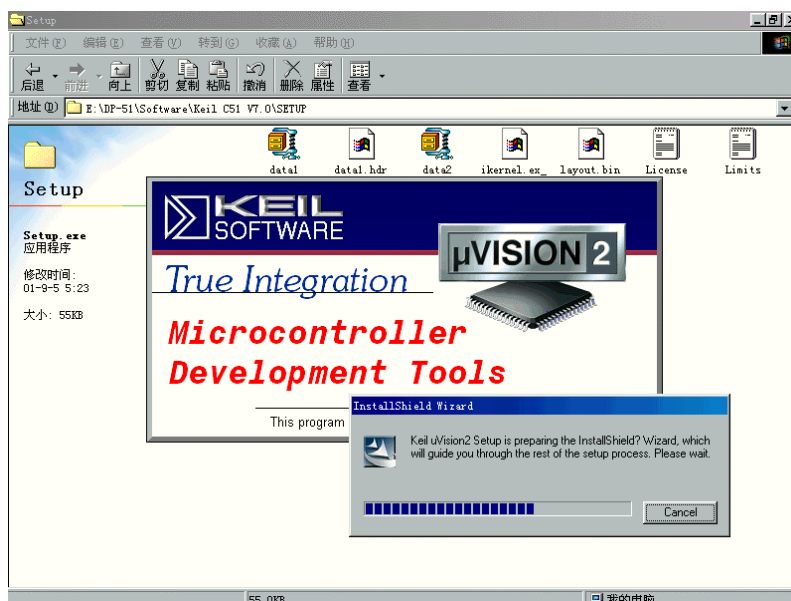 Setup
文件(F) 编辑(E) 查看(V) 转到(G) 收藏(A) 帮助(H)
后退 前进 向上 剪切 复制 粘贴 撤消 删除 属性 查看
地址(D) E:\DP-51\Software\Keil C51 V7.0\SETUP
data1 data1.hdr data2 ikernel.ex_ layout.bin License Limits
Setup
Setup.exe
应用程序
修改时间:
01-9-5 5:23
大小: 55KB
KEIL
SOFTWARE
µVISION 2
True Integration
Microcontroller
Development Tools
This program
InstallShield Wizard
Keil uVision2 Setup is preparing the InstallShield? Wizard, which
will guide you through the rest of the setup process. Please wait.
Cancel
55.0KB 我的电脑